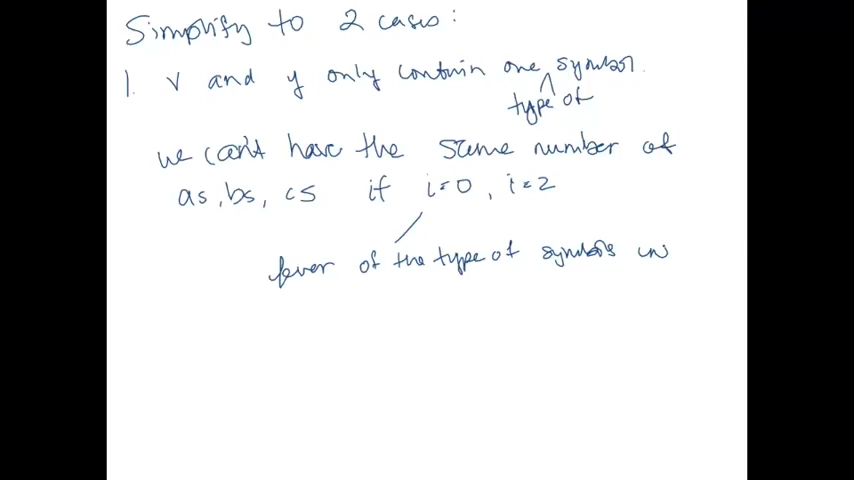 Simplify to 2 cases:
1. v and y only contain one symbol.
type of
we can't have the same number of
as, bs, cs if i=0, i=2
fewer of the type of symbols in